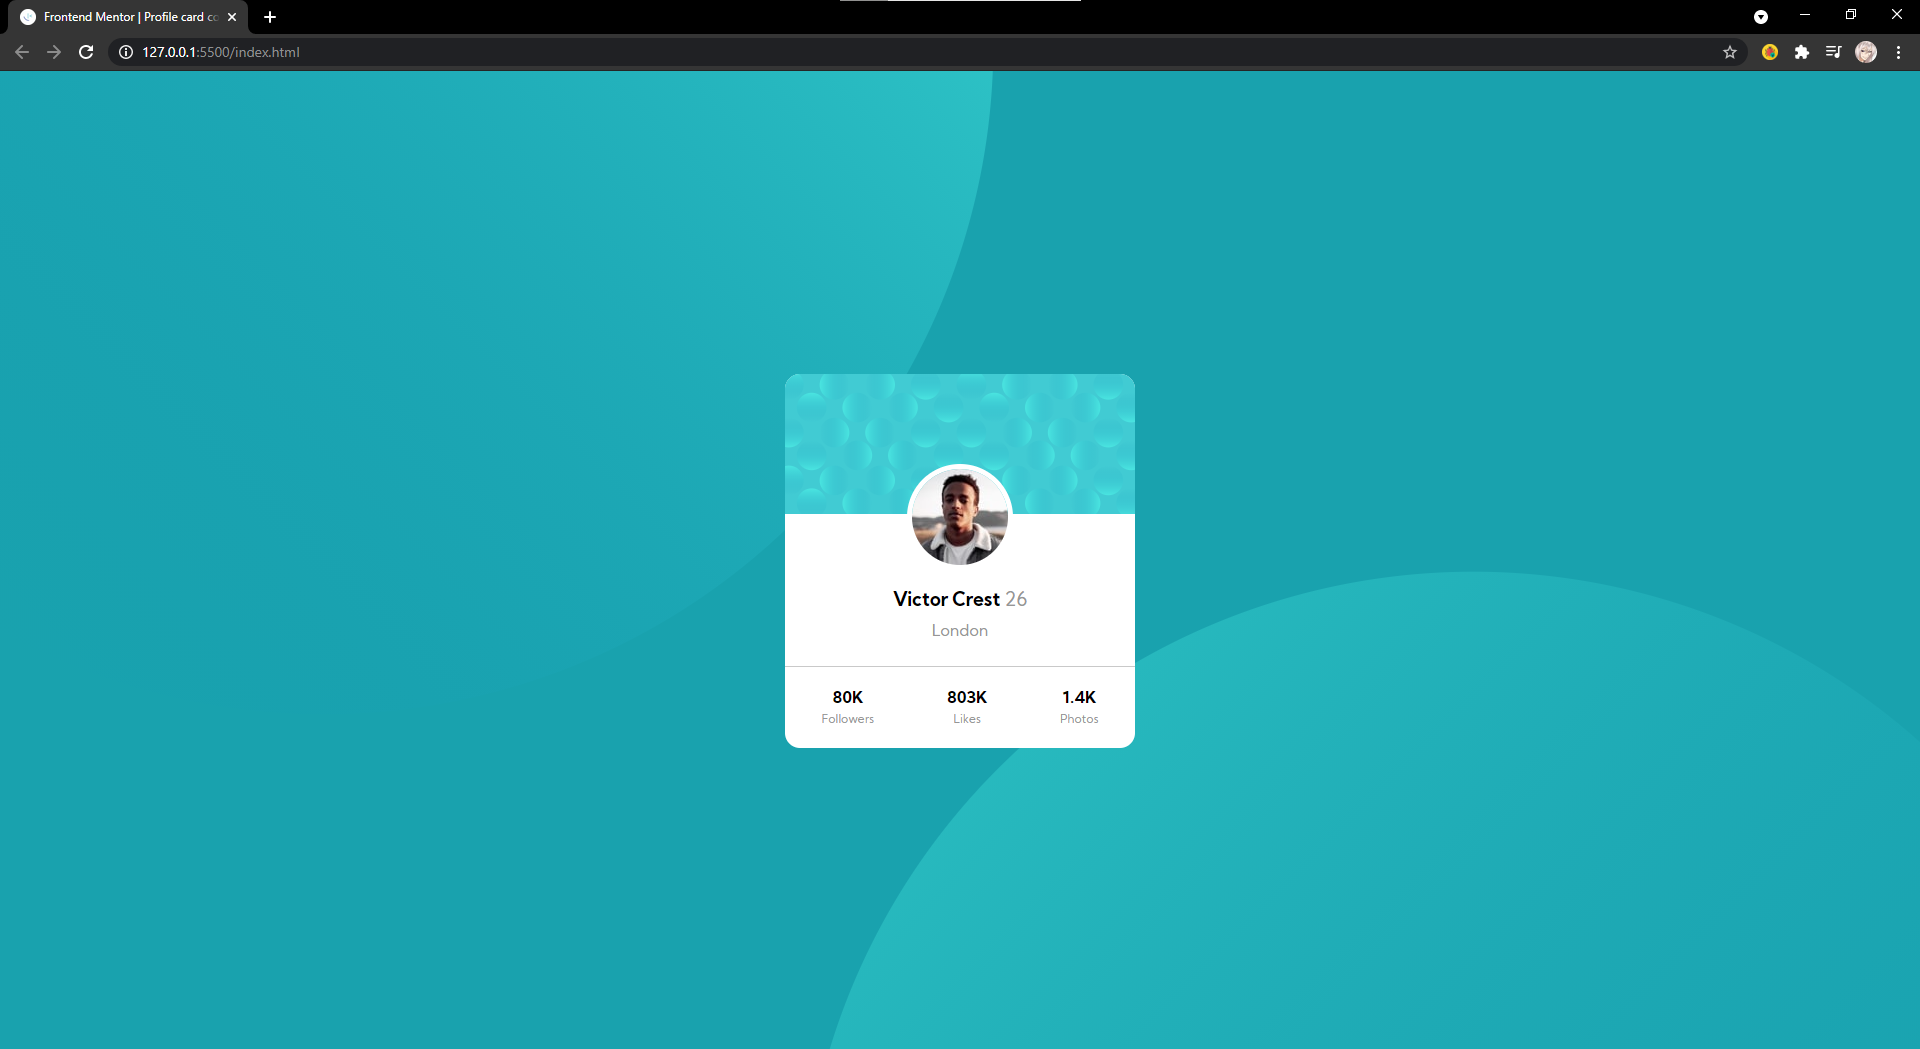 Frontend Mentor | Profile card co
127.0.0.1:5500/index.html
Victor Crest 26
London
80K 803K 1.4K
Followers Likes Photos